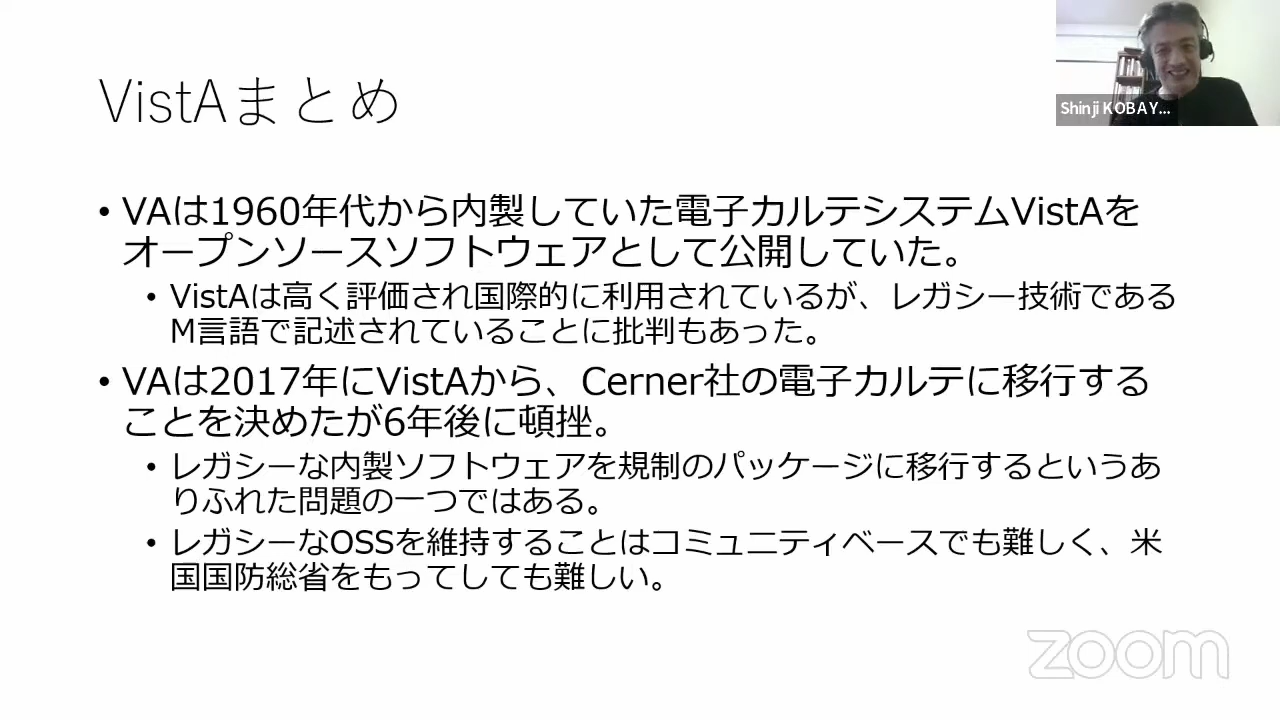 VistAまとめ
Shinji KOBAY...
• VAは1960年代から内製していた電子カルテシステムVistAを
オープンソースソフトウェアとして公開していた。
• VistAは高く評価され国際的に利用されているが、レガシー技術である
M言語で記述されていることに批判もあった。
• VAは2017年にVistAから、Cerner社の電子カルテに移行する
ことを決めたが6年後に頓挫。
• レガシーな内製ソフトウェアを規制のパッケージに移行するというあ
りふれた問題の一つではある。
• レガシーなOSSを維持することはコミュニティベースでも難しく、米
国国防総省をもってしても難しい。
zoom